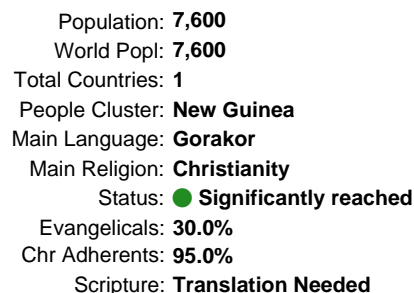 Population: 7,600
World Popl: 7,600
Total Countries: 1
People Cluster: New Guinea
Main Language: Gorakor
Main Religion: Christianity
Status: Significantly reached
Evangelicals: 30.0%
Chr Adherents: 95.0%
Scripture: Translation Needed